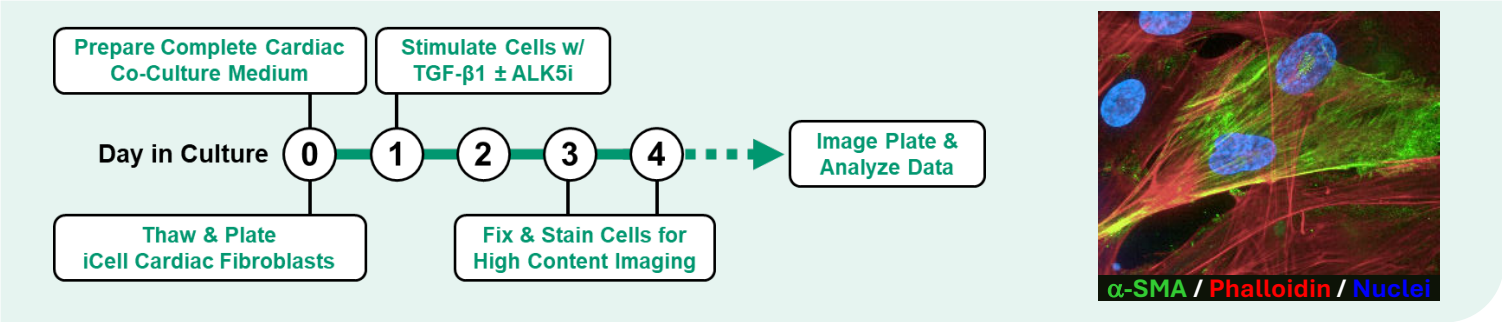 Prepare Complete Cardiac
Co-Culture Medium
Stimulate Cells w/
TGF-β1 ± ALK5i
Day in Culture
0
1
2
3
4
Image Plate &
Analyze Data
Thaw & Plate
iCell Cardiac Fibroblasts
Fix & Stain Cells for
High Content Imaging
α-SMA / Phalloidin / Nuclei